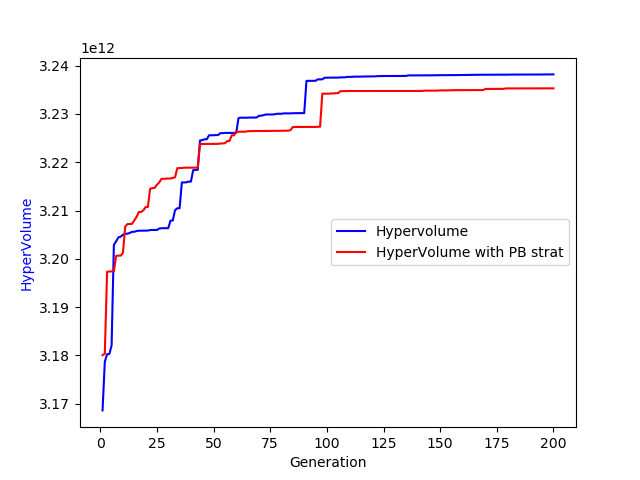 1e12
3.24
3.23
3.22
3.21
3.20
3.19
3.18
3.17
HyperVolume
Hypervolume
HyperVolume with PB strat
0 25 50 75 100 125 150 175 200
Generation